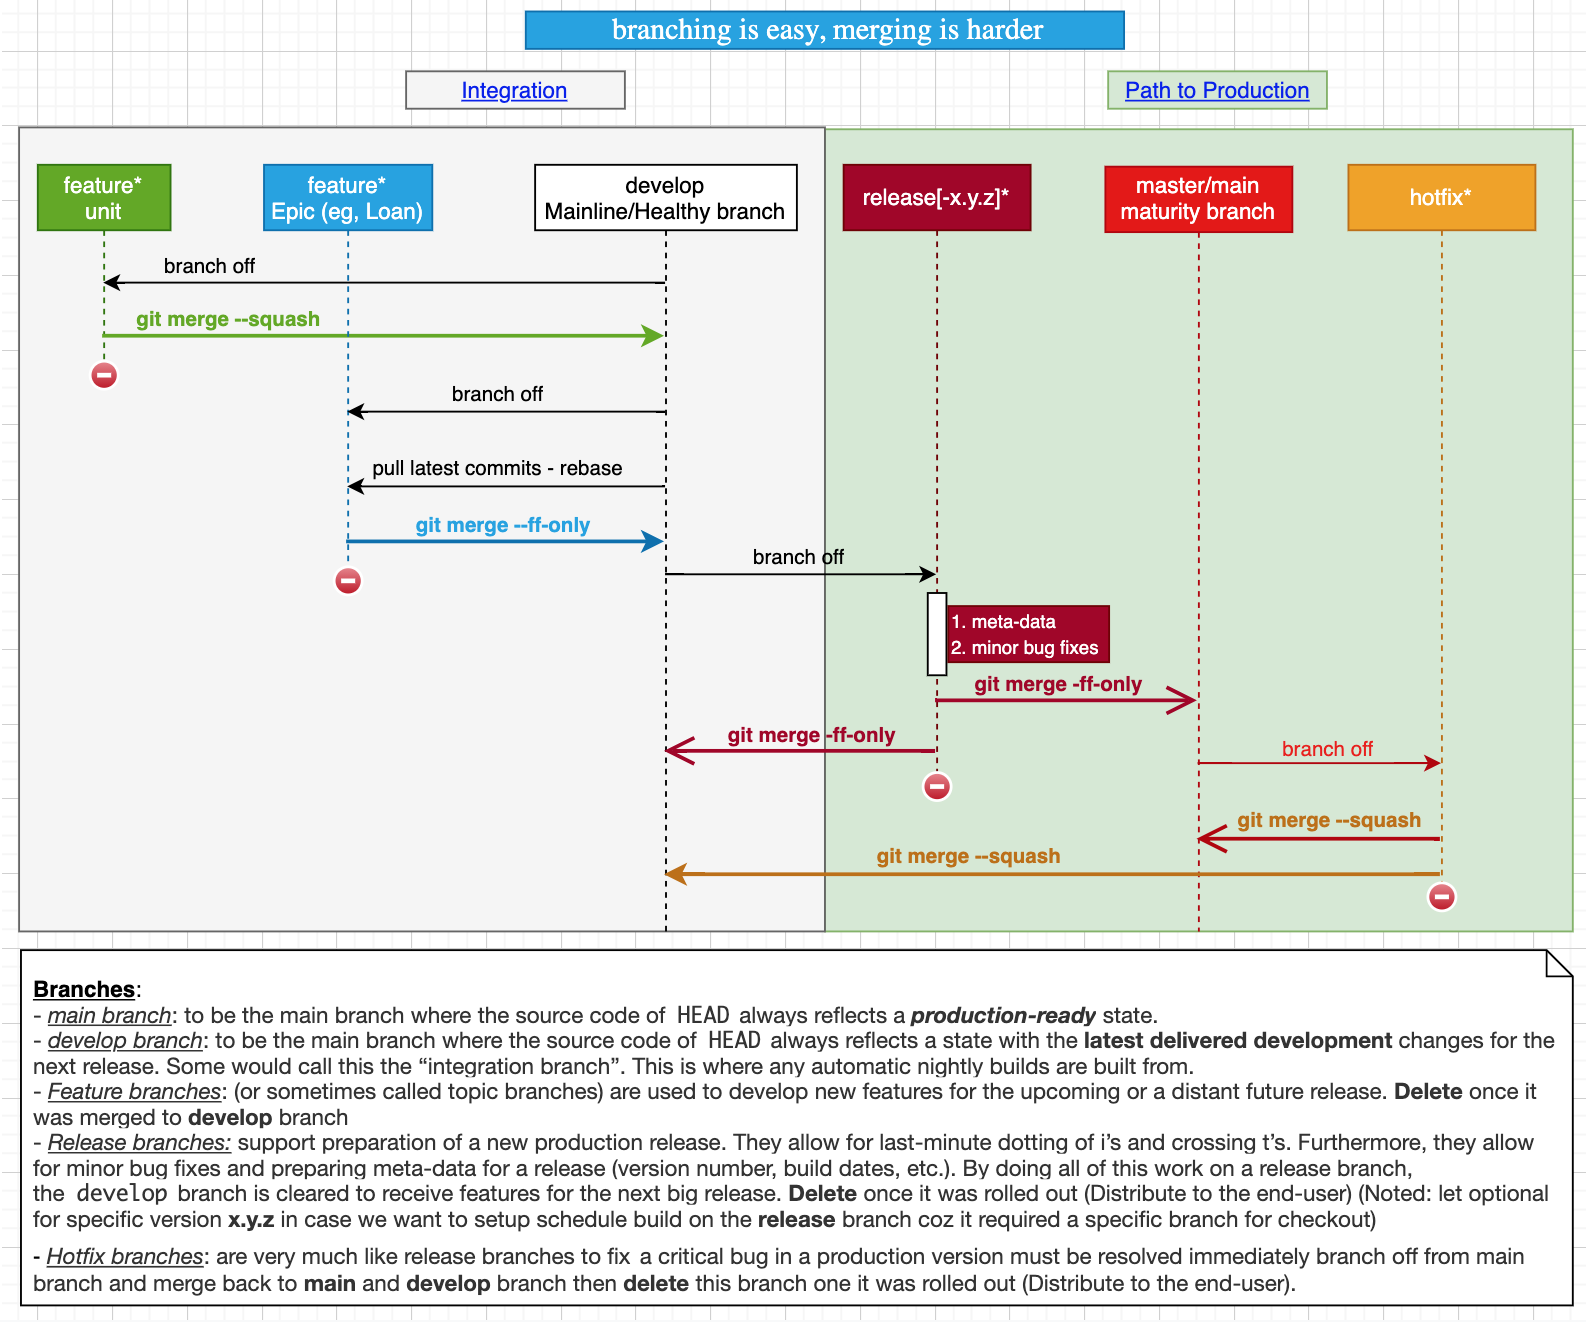 branching is easy, merging is harder
Integration
Path to Production
feature*
unit
feature*
Epic (eg, Loan)
develop
Mainline/Healthy branch
release[-x.y.z]*
master/main
maturity branch
hotfix*
branch off
git merge --squash
branch off
pull latest commits - rebase
git merge --ff-only
branch off
1. meta-data
2. minor bug fixes
git merge -ff-only
git merge -ff-only
branch off
git merge --squash
git merge --squash
Branches:
- main branch: to be the main branch where the source code of HEAD always reflects a production-ready state.
- develop branch: to be the main branch where the source code of HEAD always reflects a state with the latest delivered development changes for the
next release. Some would call this the “integration branch”. This is where any automatic nightly builds are built from.
- Feature branches: (or sometimes called topic branches) are used to develop new features for the upcoming or a distant future release. Delete once it
was merged to develop branch
- Release branches: support preparation of a new production release. They allow for last-minute dotting of i’s and crossing t’s. Furthermore, they allow
for minor bug fixes and preparing meta-data for a release (version number, build dates, etc.). By doing all of this work on a release branch,
the develop branch is cleared to receive features for the next big release. Delete once it was rolled out (Distribute to the end-user) (Noted: let optional
for specific version x.y.z in case we want to setup schedule build on the release branch coz it required a specific branch for checkout)
- Hotfix branches: are very much like release branches to fix a critical bug in a production version must be resolved immediately branch off from main
branch and merge back to main and develop branch then delete this branch one it was rolled out (Distribute to the end-user).